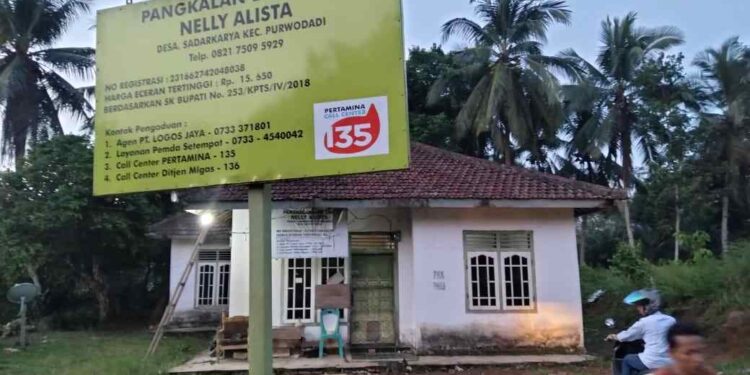 PANGKALAN
NELLY ALISTA
DESA. SADARKARYA KEC. PURWODADI
Telp. 0821 7509 5929
NO REGISTRASI : 231662742048038
HARGA ECERAN TERTINGGI : Rp. 15. 650
BERDASARKAN SK BUPATI No. 253/KPTS/IV/2018
Kontak Pengaduan :
1. Agen PT. LOGOS JAYA - 0733 371801
2. Layanan Pemda Setempat - 0733 - 4540042
3. Call Center PERTAMINA - 135
4. Call Center Ditjen Migas - 136
PERTAMINA
CALL CENTER
135
NELLY ALISTA